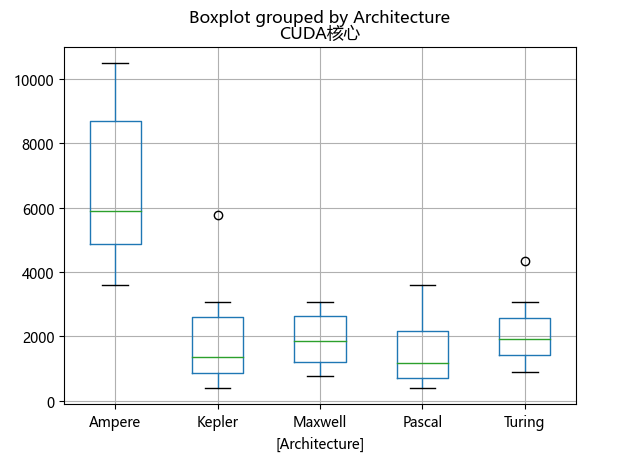 Boxplot grouped by Architecture
CUDA核心
10000
8000
6000
4000
2000
0
Ampere Kepler Maxwell Pascal Turing
[Architecture]